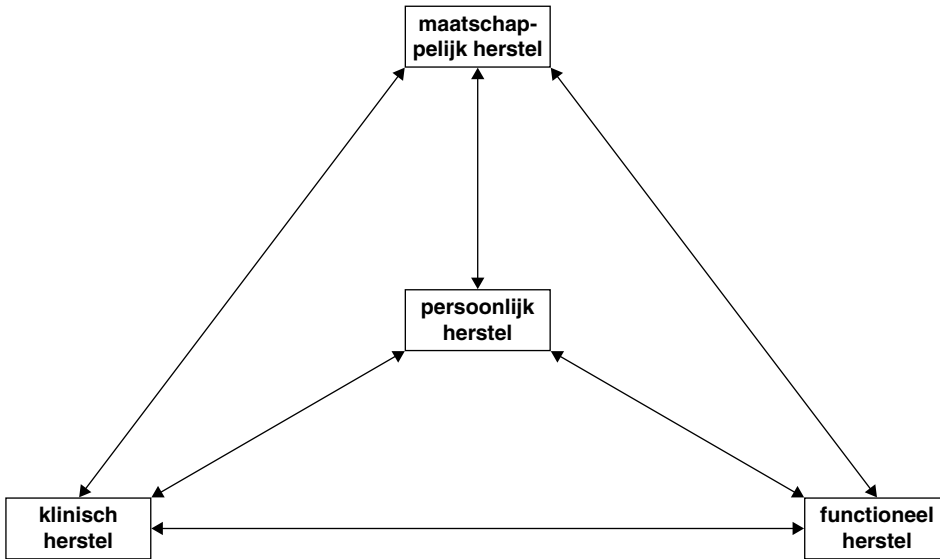 maatschap-
pelijk herstel
persoonlijk
herstel
klinisch
herstel
functioneel
herstel